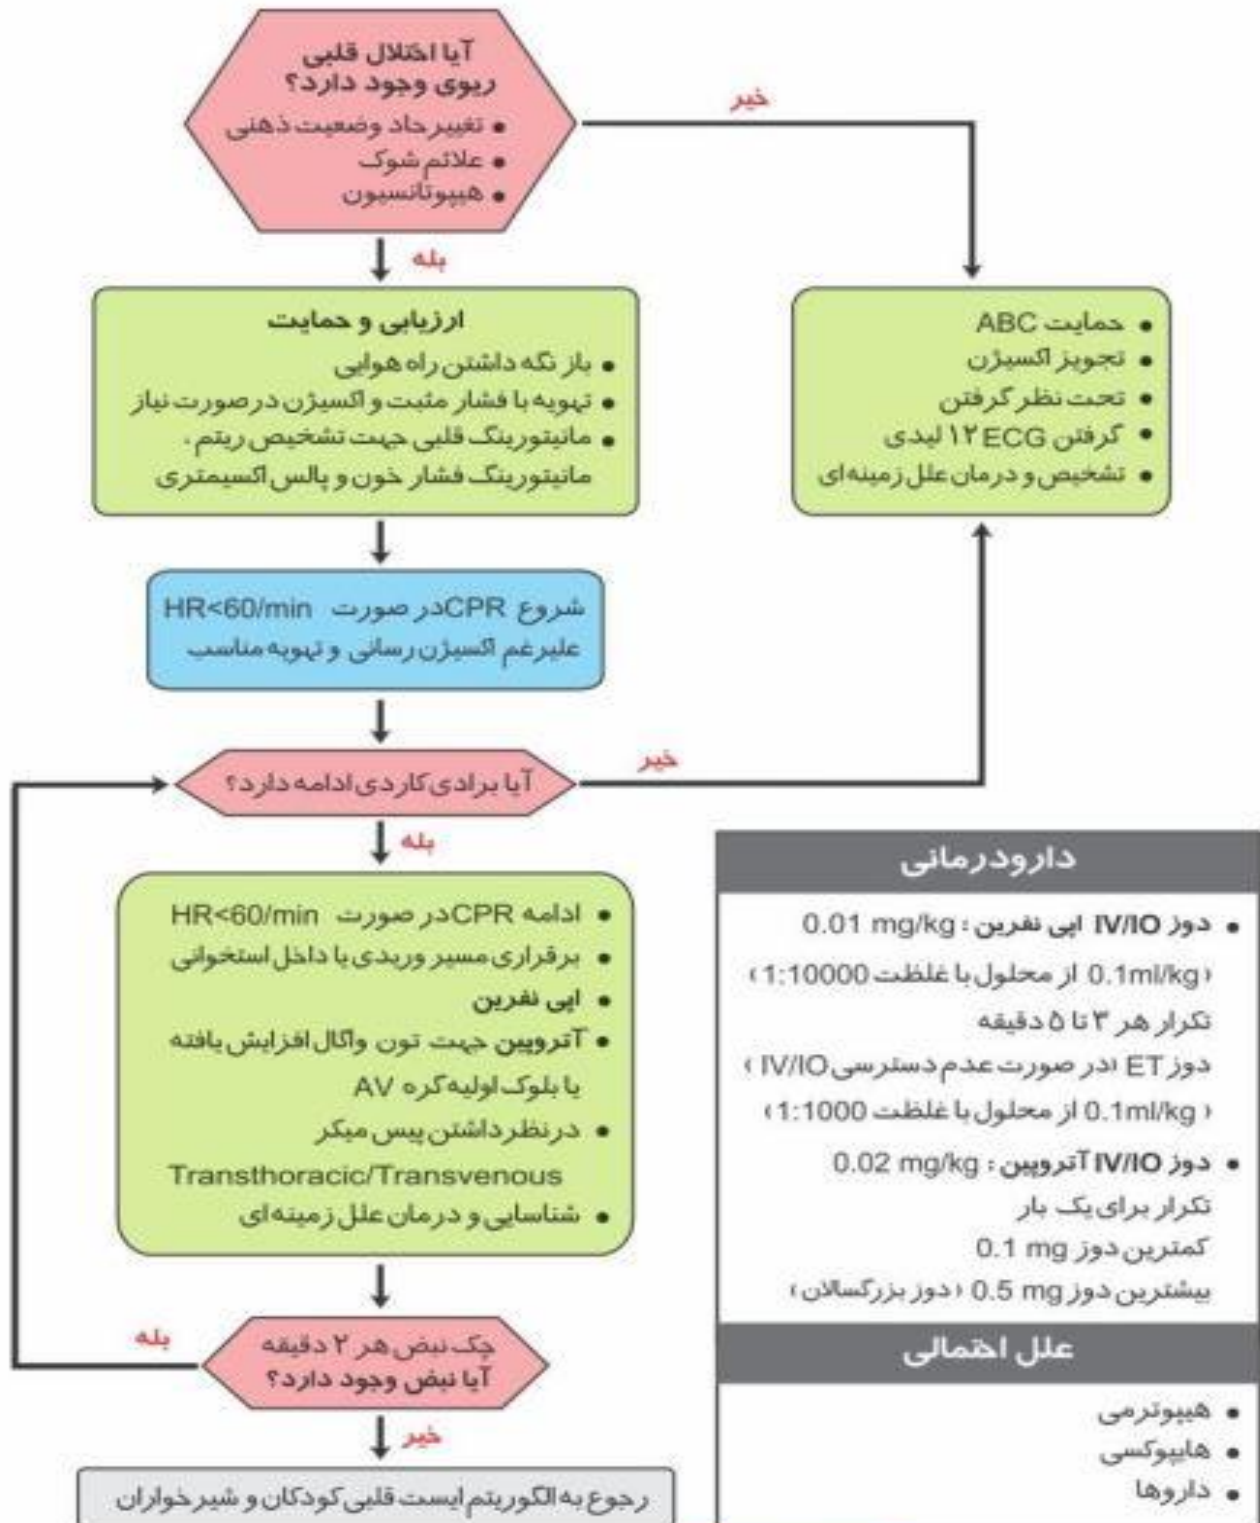 آیا اختلال قلبی
ریوی وجود دارد؟
• تغییر حاد وضعیت ذهنی
• علائم شوک
• هیپوتانسیون
خیر
بله
ارزیابی و حمایت
• باز نگه داشتن راه هوایی
• تهویه با فشار مثبت و اکسیژن در صورت نیاز
• مانیتورینگ قلبی جهت تشخیص ریتم ،
مانیتورینگ فشار خون و پالس اکسیمتری
• حمایت ABC
• تجویز اکسیژن
• تحت نظر گرفتن
• گرفتن ECG ۱۲ لیدی
• تشخیص و درمان علل زمینه ای
شروع CPR در صورت HR<60/min
علیرغم اکسیژن رسانی و تهویه مناسب
آیا برادی کاردی ادامه دارد؟
خیر
بله
• ادامه CPR در صورت HR<60/min
• برقراری مسیر وریدی یا داخل استخوانی
• اپی نفرین
• آتروپین جهت تون واگال افزایش یافته
یا بلوک اولیه گره AV
• در نظر داشتن پیس میکر
Transthoracic/Transvenous
• شناسایی و درمان علل زمینه ای
چک نبض هر ۲ دقیقه
آیا نبض وجود دارد؟
بله
خیر
رجوع به الگوریتم ایست قلبی کودکان و شیرخواران
دارودرمانی
• دوز IV/IO اپی نفرین : 0.01 mg/kg
(0.1ml/kg از محلول با غلظت 1:10000)
تکرار هر ۳ تا ۵ دقیقه
دوز ET (در صورت عدم دسترسی IV/IO)
(0.1ml/kg از محلول با غلظت 1:1000)
• دوز IV/IO آتروپین : 0.02 mg/kg
تکرار برای یک بار
کمترین دوز 0.1 mg
بیشترین دوز 0.5 mg (دوز بزرگسالان)
علل احتمالی
• هیپوترمی
• هایپوکسی
• داروها